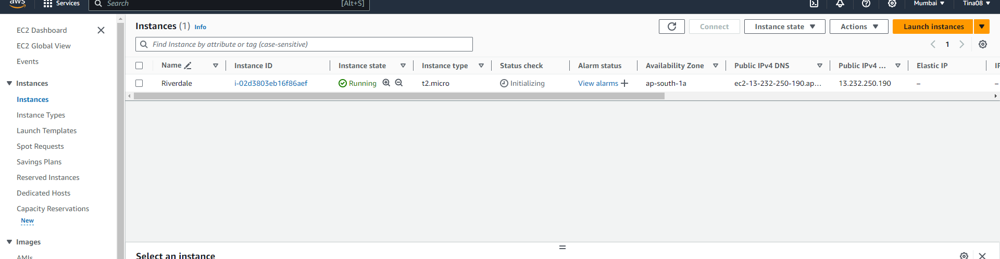 aws
Services
Search
[Alt+S]
Mumbai
Tina08
EC2 Dashboard
EC2 Global View
Events
Instances
Instances
Instance Types
Launch Templates
Spot Requests
Savings Plans
Reserved Instances
Dedicated Hosts
Capacity Reservations
New
Images
AMIs
Instances (1) Info
Connect
Instance state
Actions
Launch instances
Find Instance by attribute or tag (case-sensitive)
1
Name Instance ID Instance state Instance type Status check Alarm status Availability Zone Public IPv4 DNS Public IPv4 ... Elastic IP
Riverdale i-02d3803eb16f86aef Running t2.micro Initializing View alarms + ap-south-1a ec2-13-232-250-190.ap... 13.232.250.190 – –
Select an instance